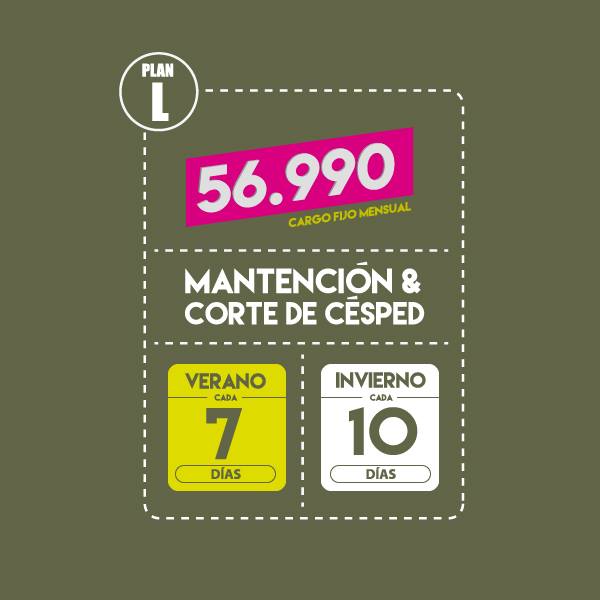 PLAN
L
56.990
CARGO FIJO MENSUAL
MANTENCIÓN &
CORTE DE CÉSPED
VERANO
CADA
7
DÍAS
INVIERNO
CADA
10
DÍAS